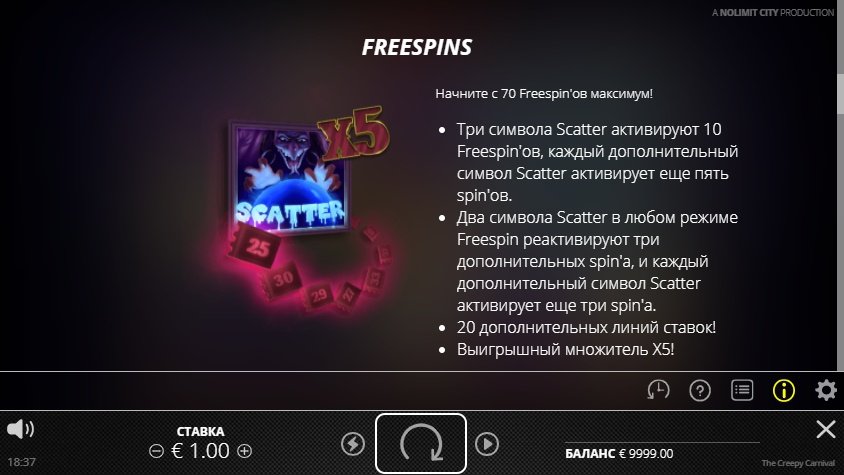 A NOLIMIT CITY PRODUCTION
FREESPINS
Начните с 70 Freespin'ов максимум!
X5
SCATTER
25
30
29
27
33
• Три символа Scatter активируют 10
Freespin'ов, каждый дополнительный
символ Scatter активирует еще пять
spin'ов.
• Два символа Scatter в любом режиме
Freespin реактивируют три
дополнительных spin'а, и каждый
дополнительный символ Scatter
активирует еще три spin'а.
• 20 дополнительных линий ставок!
• Выигрышный множитель X5!
СТАВКА
€ 1.00
БАЛАНС € 9999.00
18:37
The Creepy Carnival